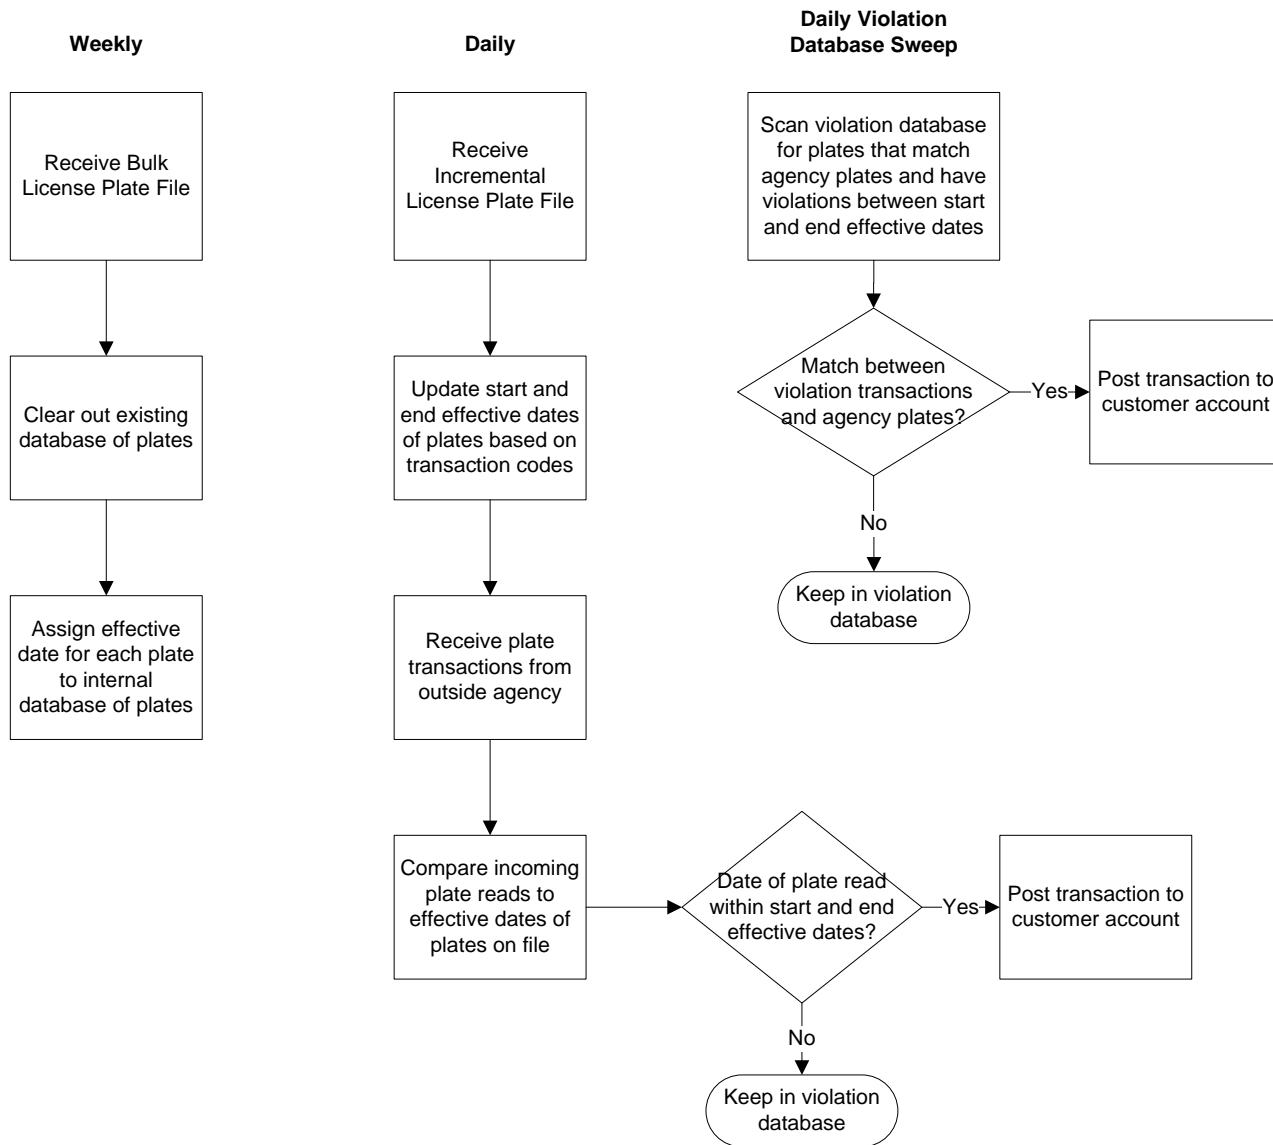 Weekly
Receive Bulk
License Plate File
Clear out existing
database of plates
Assign effective
date for each plate
to internal
database of plates
Daily
Receive
Incremental
License Plate File
Update start and
end effective dates
of plates based on
transaction codes
Receive plate
transactions from
outside agency
Compare incoming
plate reads to
effective dates of
plates on file
Date of plate read
within start and end
effective dates?
Yes
Post transaction to
customer account
No
Keep in violation
database
Daily Violation
Database Sweep
Scan violation database
for plates that match
agency plates and have
violations between start
and end effective dates
Match between
violation transactions
and agency plates?
Yes
Post transaction to
customer account
No
Keep in violation
database